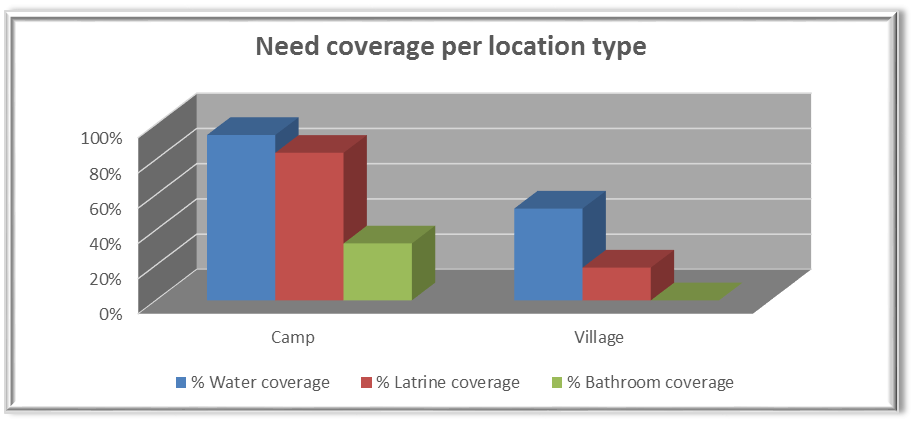 Need coverage per location type
100%
80%
60%
40%
20%
0%
Camp Village
% Water coverage % Latrine coverage % Bathroom coverage